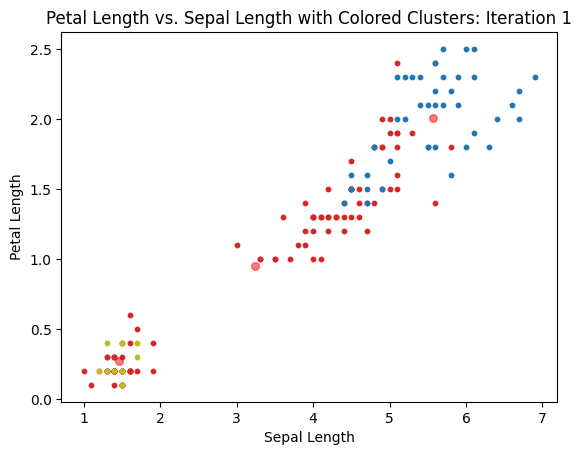 Petal Length vs. Sepal Length with Colored Clusters: Iteration 1
2.5
2.0
1.5
1.0
0.5
0.0
Petal Length
1 2 3 4 5 6 7
Sepal Length